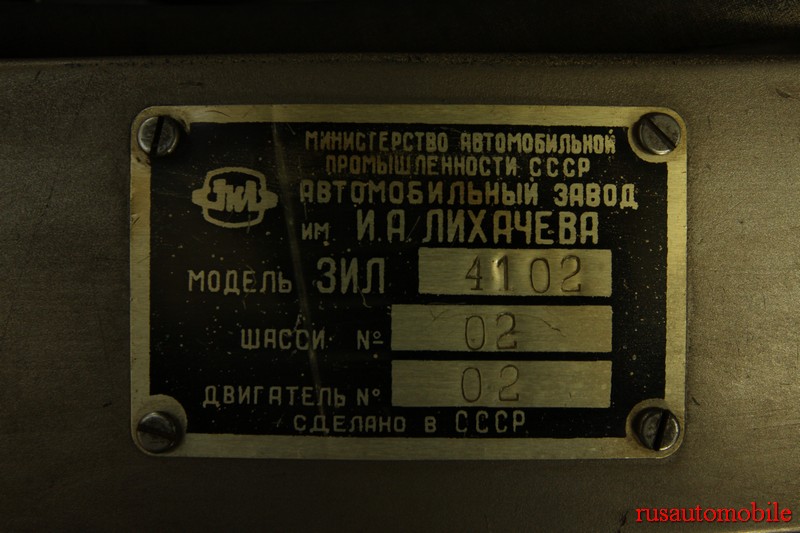 МИНИСТЕРСТВО АВТОМОБИЛЬНОЙ
ПРОМЫШЛЕННОСТИ СССР
АВТОМОБИЛЬНЫЙ ЗАВОД
ЗИЛ
им. И.А. ЛИХАЧЕВА
МОДЕЛЬ ЗИЛ 4102
ШАССИ № 02
ДВИГАТЕЛЬ № 02
СДЕЛАНО В СССР
rusautomobile